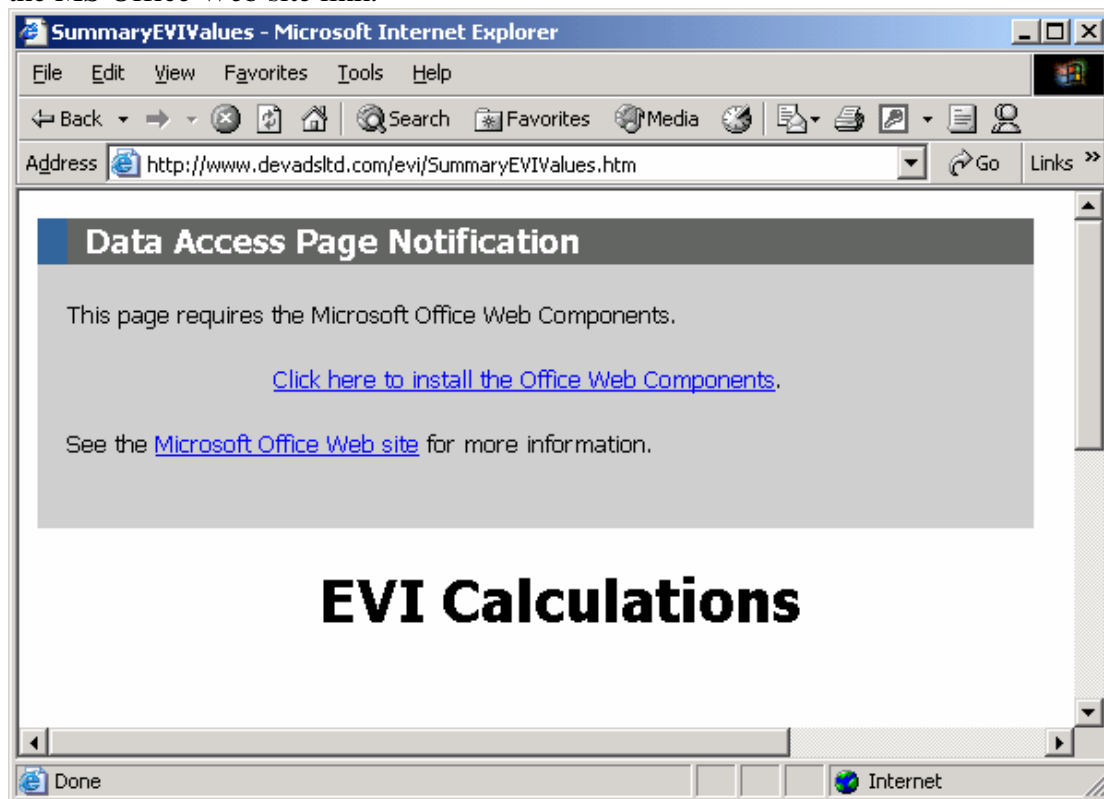 the MS Office Web site link.
SummaryEVIValues - Microsoft Internet Explorer
File Edit View Favorites Tools Help
Back Search Favorites Media
Address http://www.devadsltd.com/evi/SummaryEVIValues.htm Go Links »
Data Access Page Notification
This page requires the Microsoft Office Web Components.
Click here to install the Office Web Components.
See the Microsoft Office Web site for more information.
EVI Calculations
Done Internet